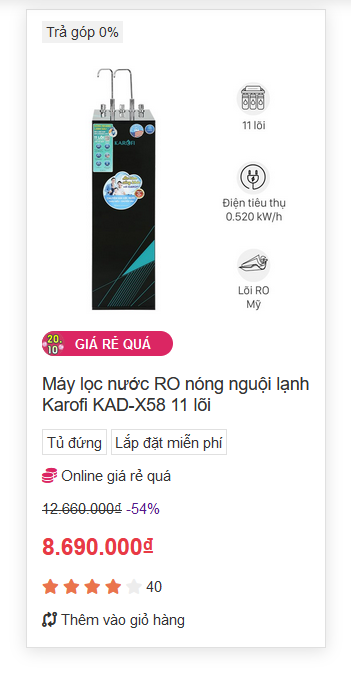 Trả góp 0%
KAROFI
11 lõi
Điện tiêu thụ
0.520 kW/h
Lõi RO
Mỹ
20.
10
GIÁ RẺ QUÁ
Máy lọc nước RO nóng nguội lạnh
Karofi KAD-X58 11 lõi
Tủ đứng
Lắp đặt miễn phí
Online giá rẻ quá
12.660.000₫ -54%
8.690.000₫
40
Thêm vào giỏ hàng